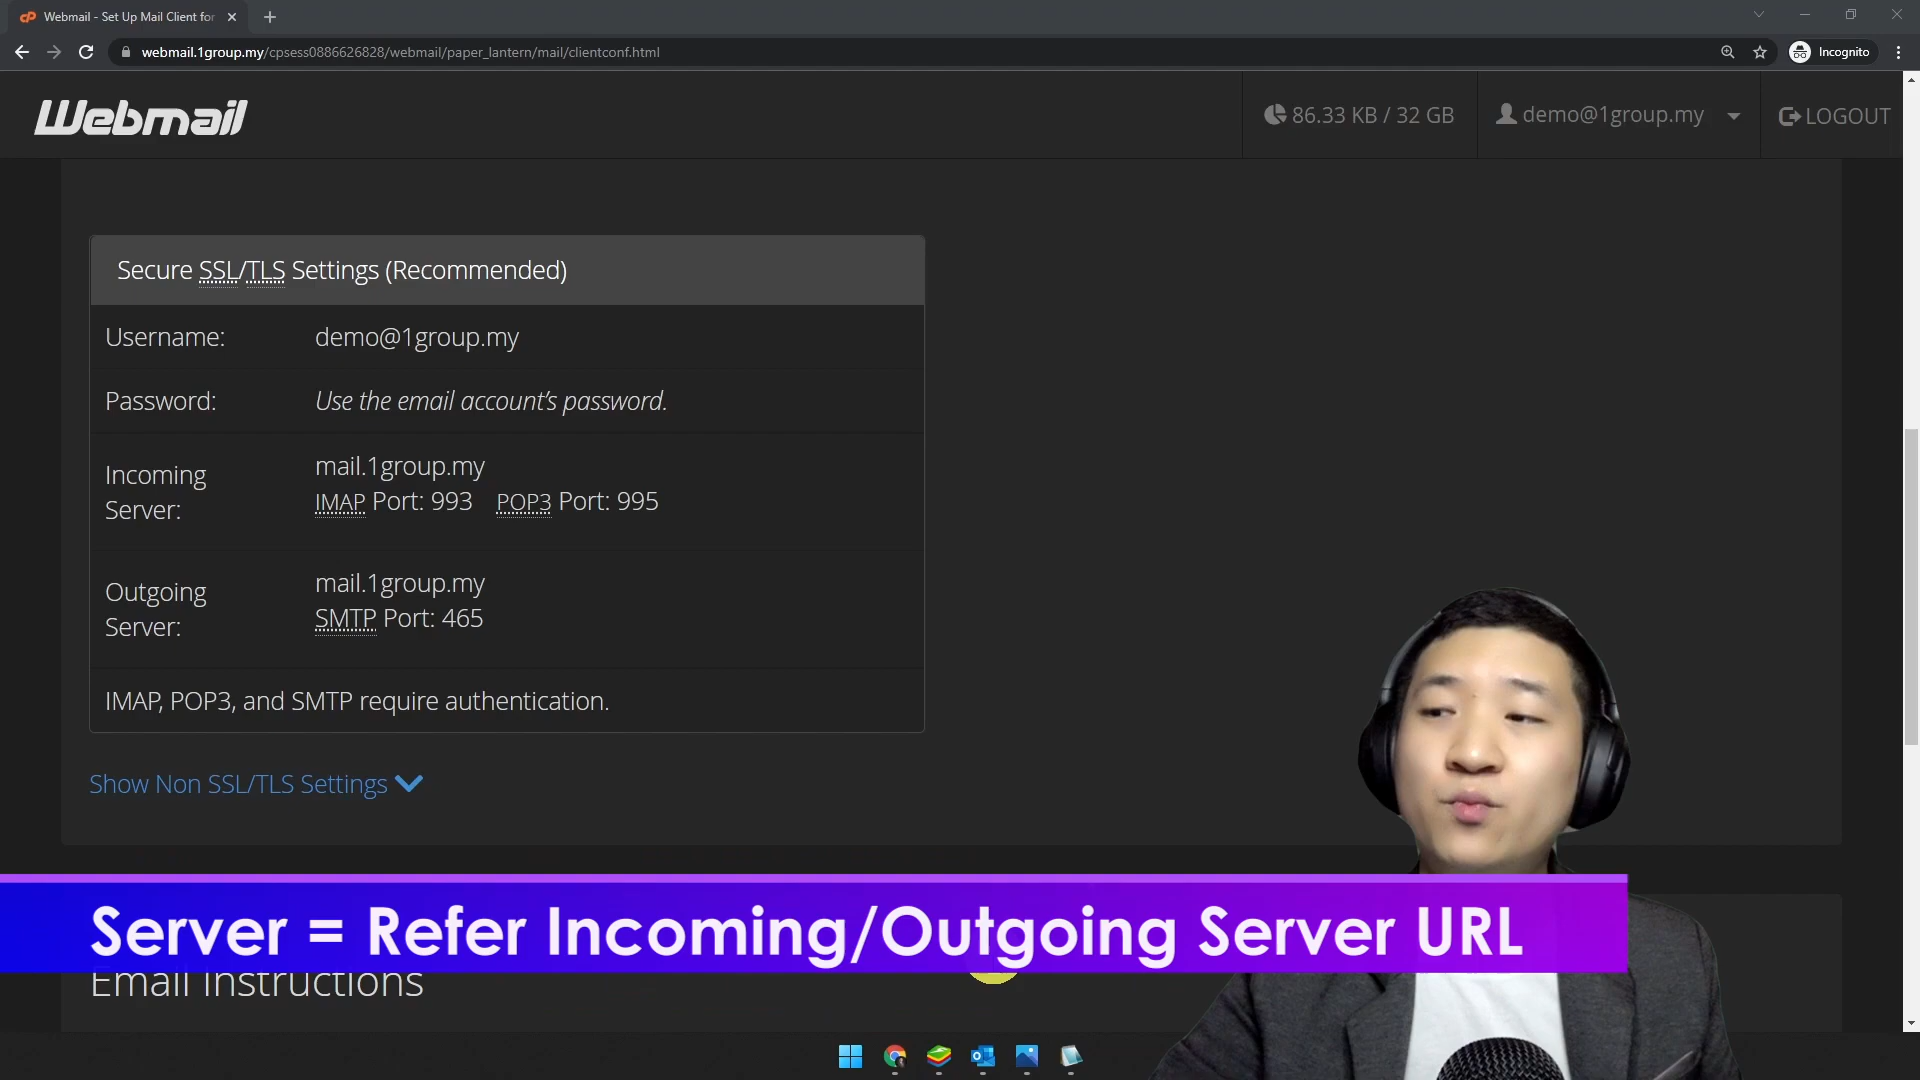 Webmail - Set Up Mail Client for
webmail.1group.my/cpsess0886626828/webmail/paper_lantern/mail/clientconf.html
Incognito
Webmail
86.33 KB / 32 GB
demo@1group.my
LOGOUT
Secure SSL/TLS Settings (Recommended)
Username: demo@1group.my
Password: Use the email account's password.
Incoming Server: mail.1group.my
IMAP Port: 993 POP3 Port: 995
Outgoing Server: mail.1group.my
SMTP Port: 465
IMAP, POP3, and SMTP require authentication.
Show Non SSL/TLS Settings
Server = Refer Incoming/Outgoing Server URL
Email Instructions